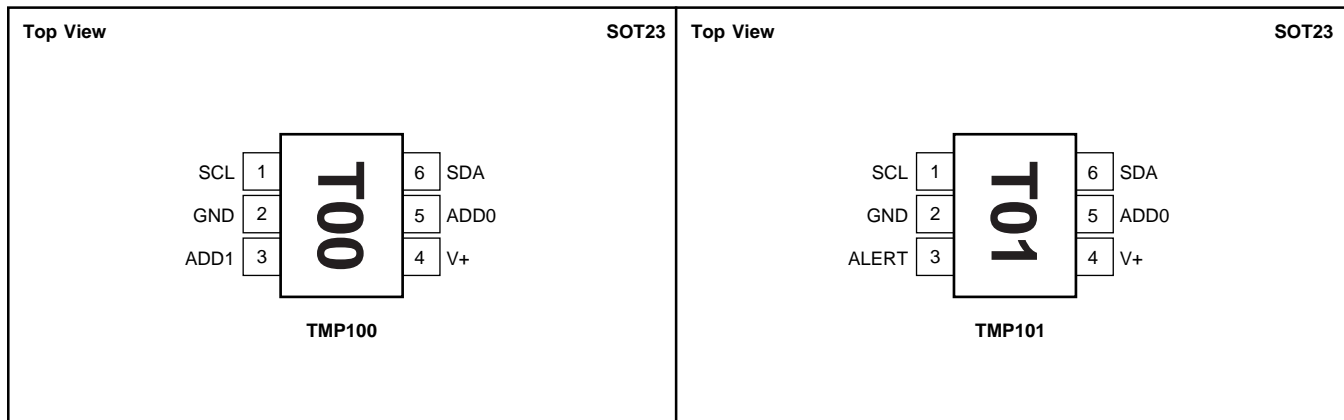 Top View SOT23
SCL 1 6 SDA
GND 2 5 ADD0
ADD1 3 4 V+
T00
TMP100
Top View SOT23
SCL 1 6 SDA
GND 2 5 ADD0
ALERT 3 4 V+
T01
TMP101